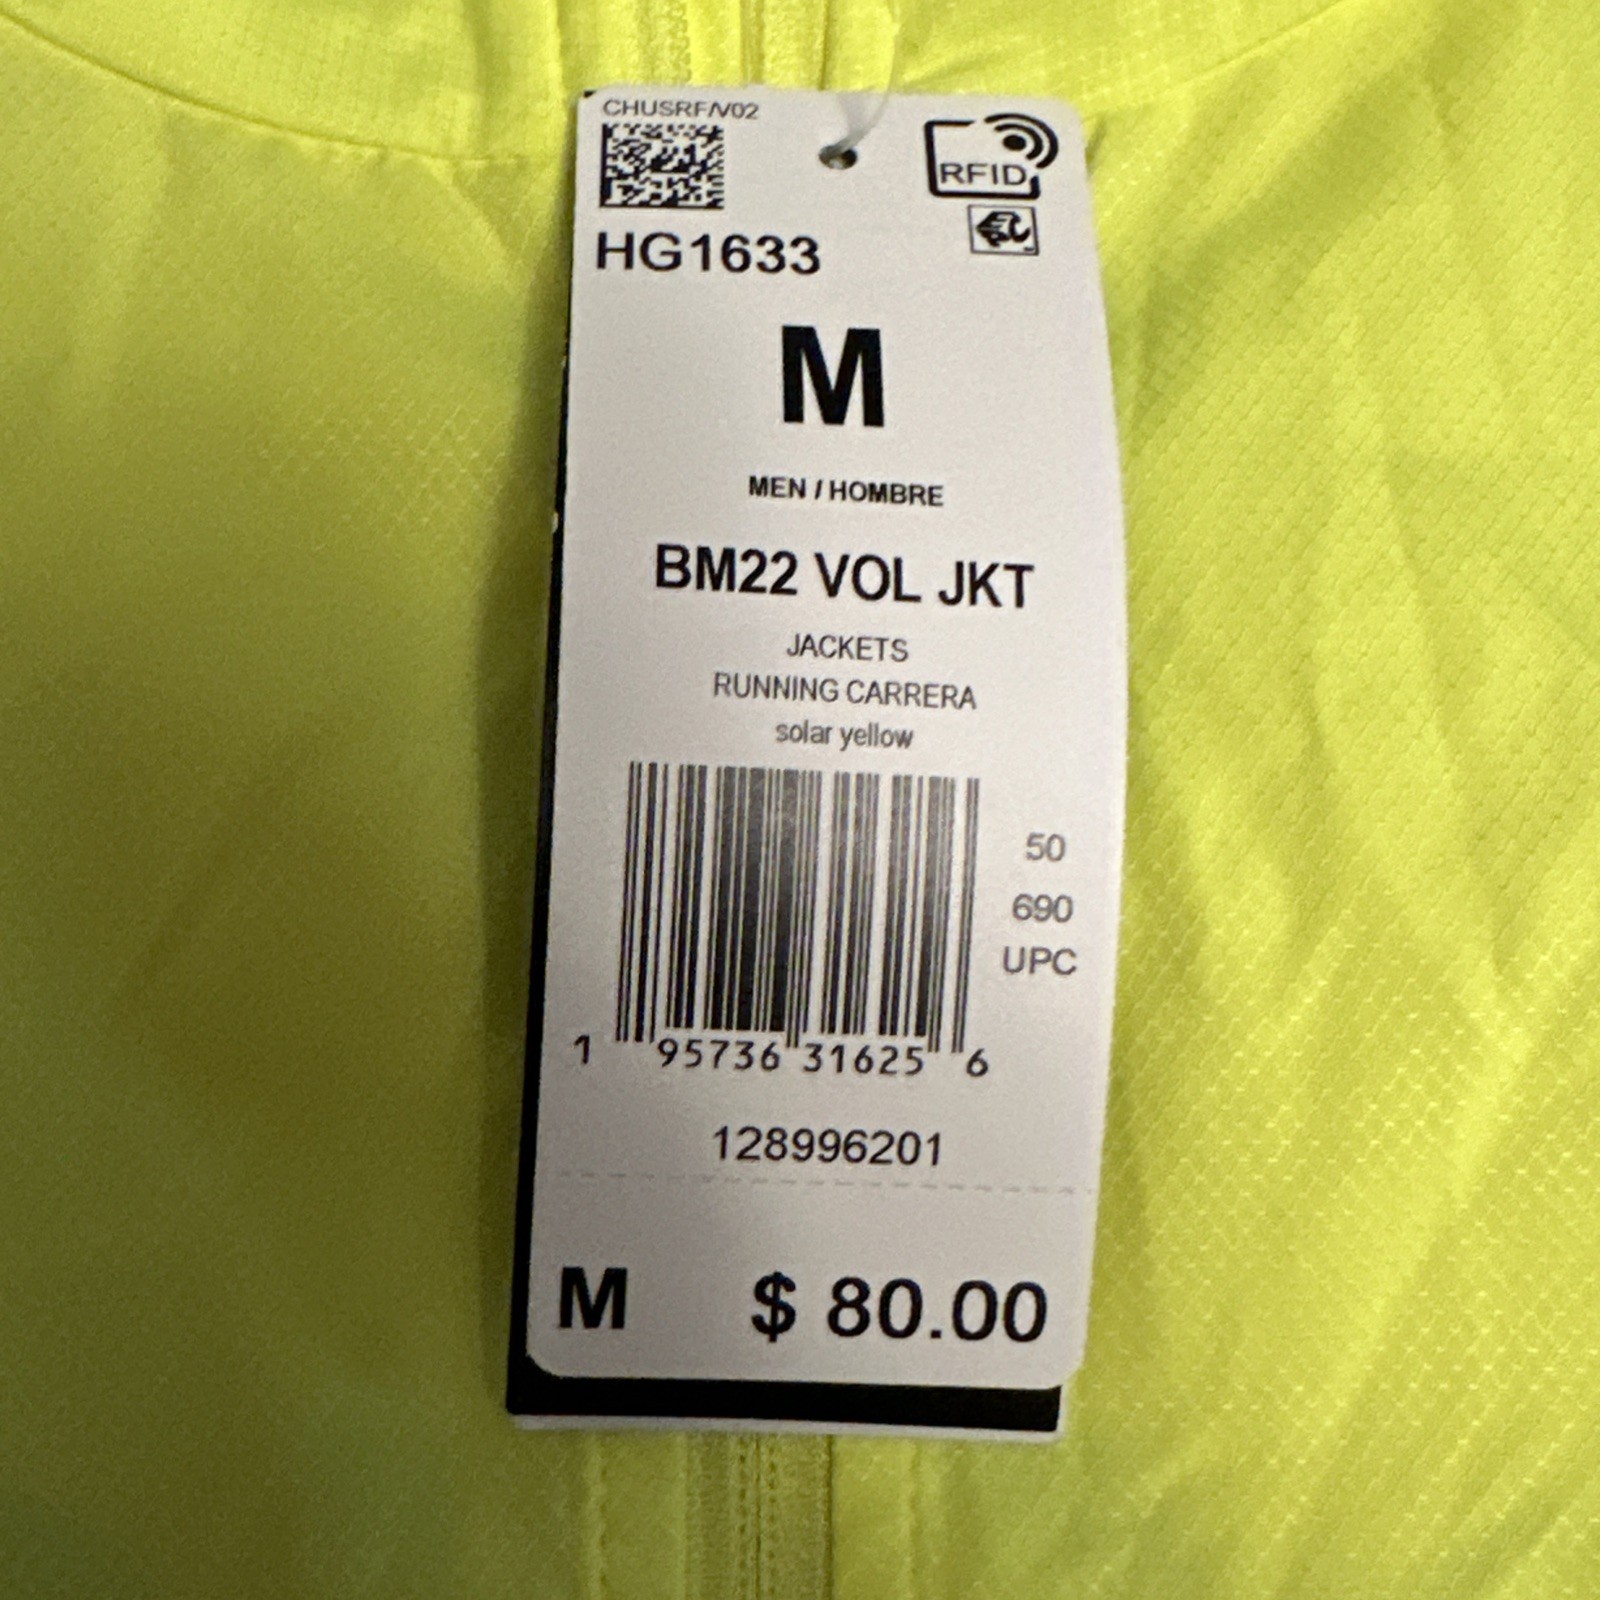 CHUSRF/V02
RFID
HG1633
M
MEN / HOMBRE
BM22 VOL JKT
JACKETS
RUNNING CARRERA
solar yellow
50
690
UPC
1 95736 31625 6
128996201
M $ 80.00